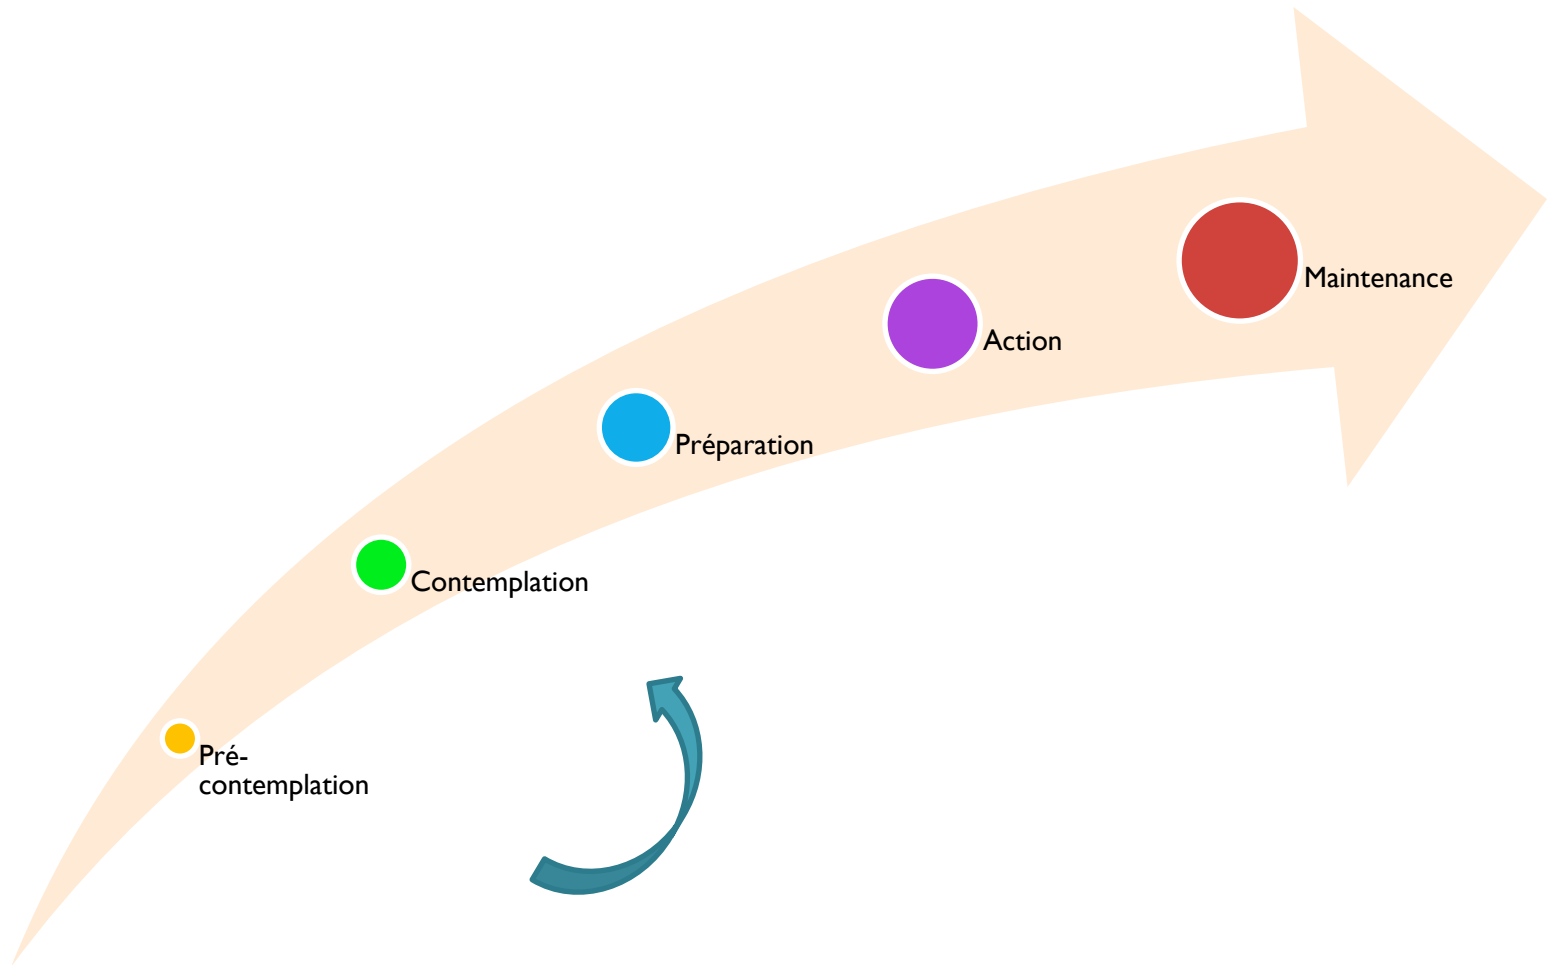 Pré-
contemplation
Contemplation
Préparation
Action
Maintenance